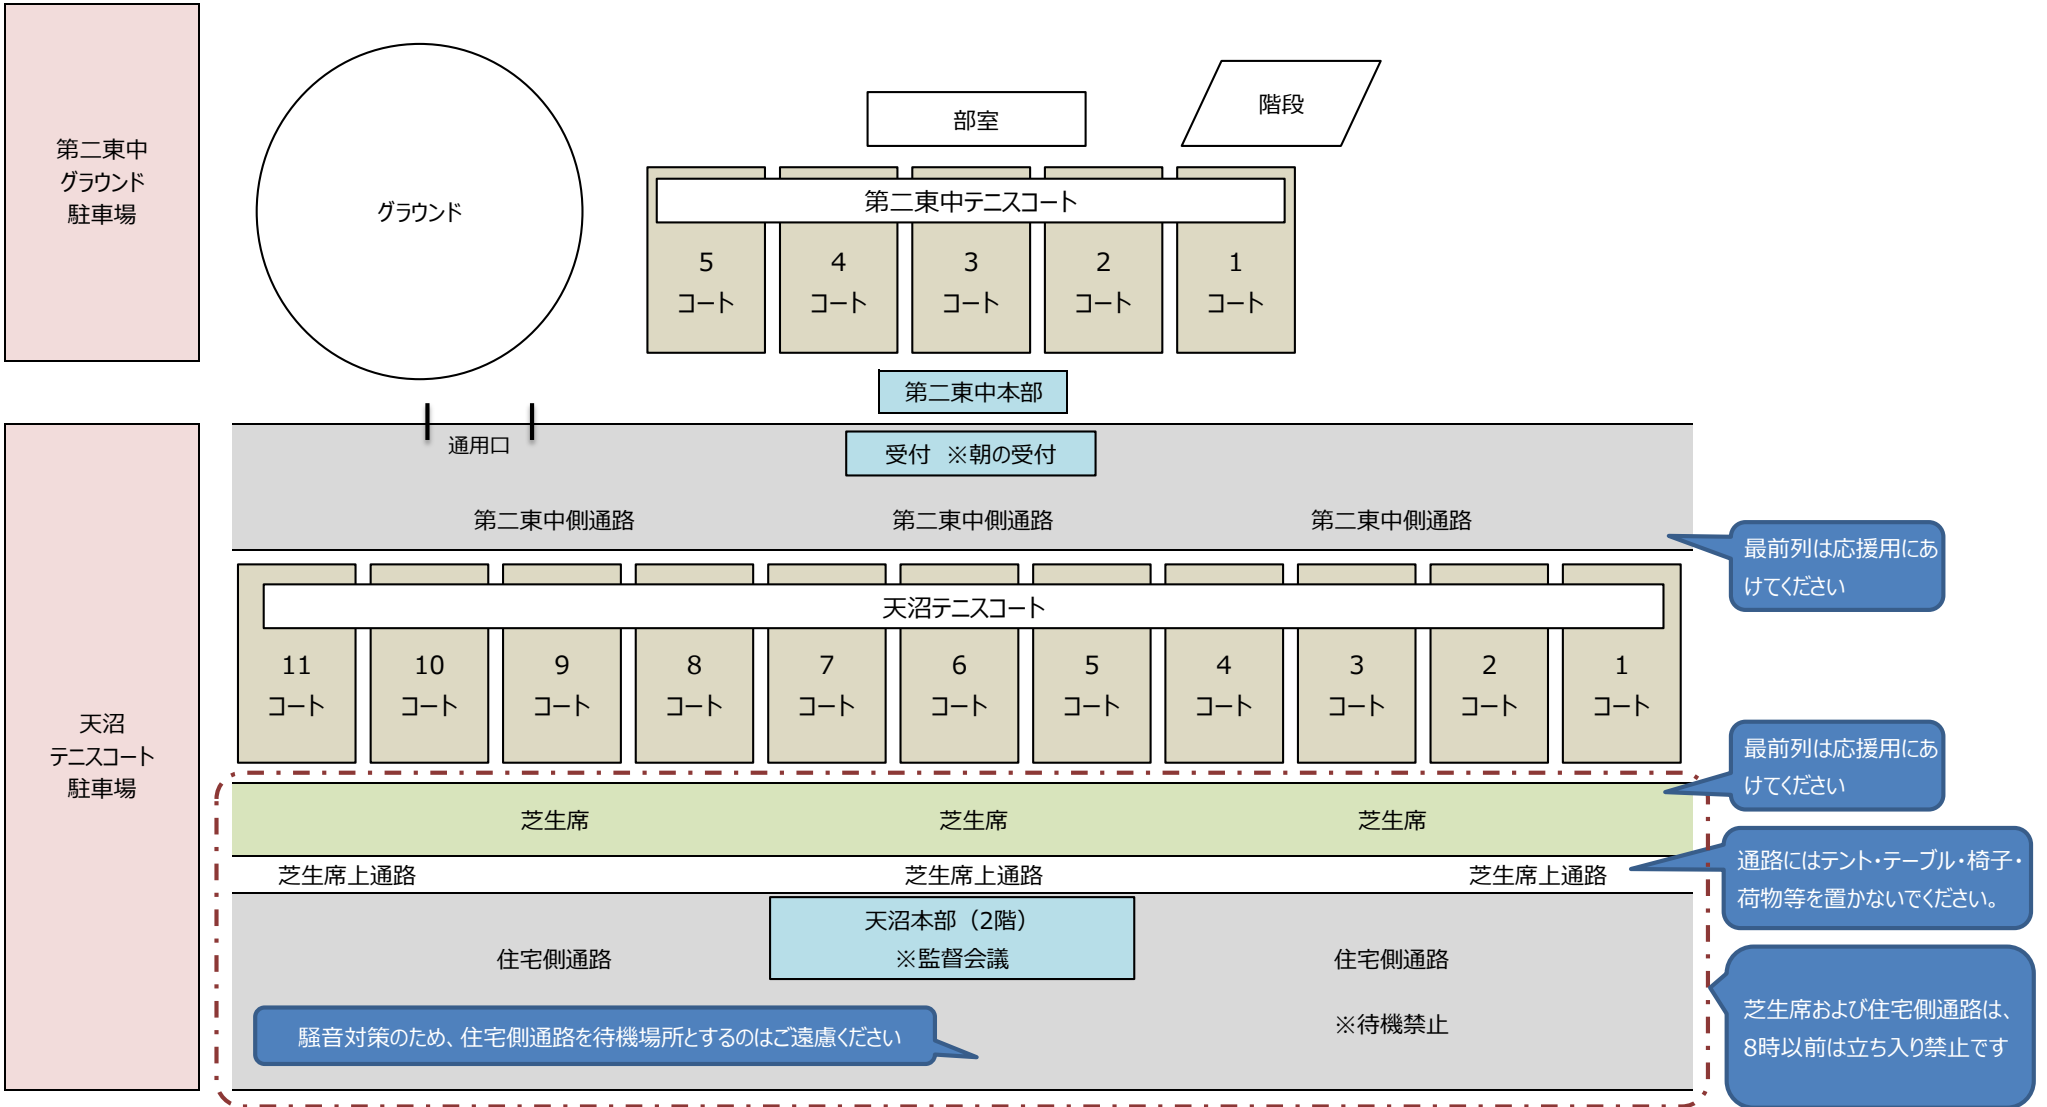 第二東中
グラウンド
駐車場
グラウンド
部室
階段
第二東中テニスコート
5
コート
4
コート
3
コート
2
コート
1
コート
第二東中本部
通用口
受付　※朝の受付
第二東中側通路
第二東中側通路
第二東中側通路
最前列は応援用にあ
けてください
天沼
テニスコート
駐車場
天沼テニスコート
11
コート
10
コート
9
コート
8
コート
7
コート
6
コート
5
コート
4
コート
3
コート
2
コート
1
コート
最前列は応援用にあ
けてください
芝生席
芝生席
芝生席
芝生席上通路
芝生席上通路
芝生席上通路
通路にはテント・テーブル・椅子・
荷物等を置かないでください。
天沼本部（2階）
※監督会議
住宅側通路
住宅側通路
※待機禁止
騒音対策のため、住宅側通路を待機場所とするのはご遠慮ください
芝生席および住宅側通路は、
8時以前は立ち入り禁止です